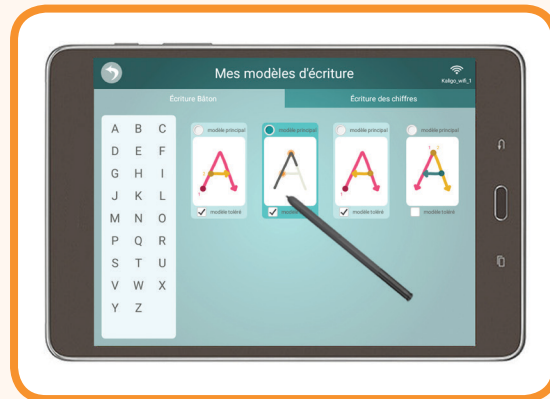 Mes modèles d'écriture
Kaligo_wifi_1
Écriture Bâton
Écriture des chiffres
A B C
D E F
G H I
J K L
M N O
P Q R
S T U
V W X
Y Z
modèle principal
modèle principal
modèle principal
modèle principal
modèle toléré
modèle
modèle toléré
modèle toléré